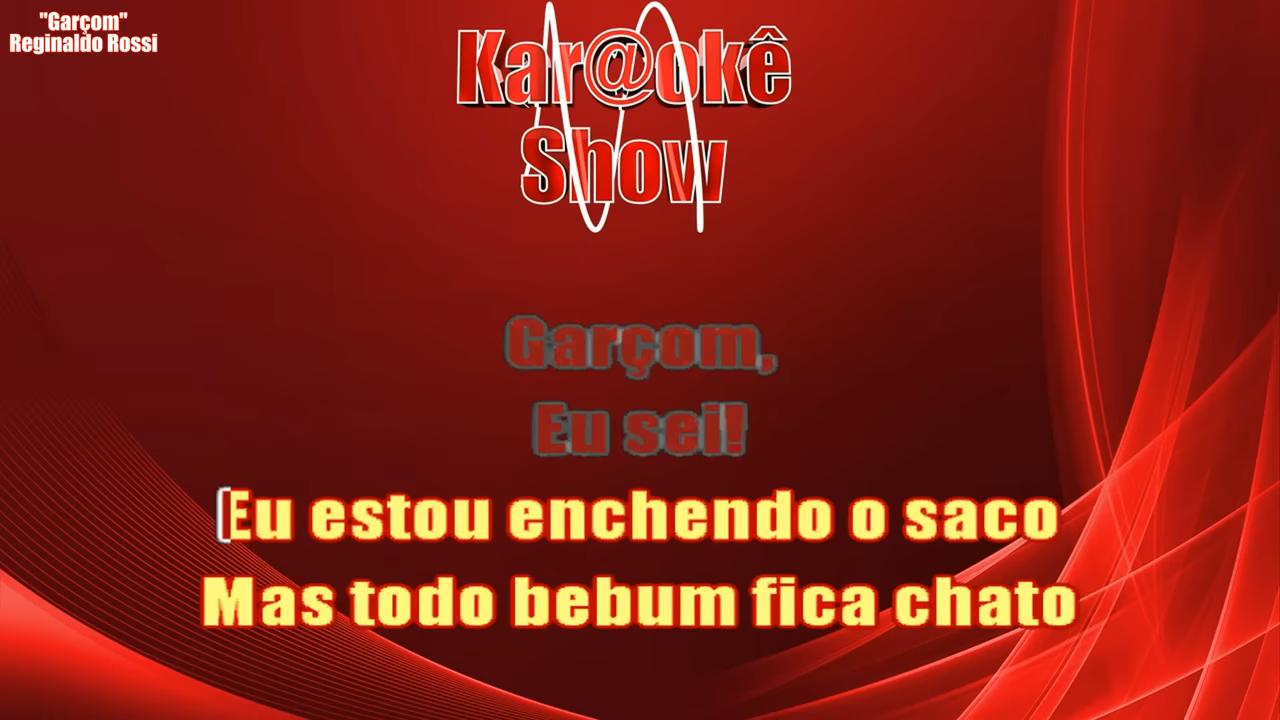 "Garçom"
Reginaldo Rossi
Kar@okê
Show
Garçom,
Eu sei!
Eu estou enchendo o saco
Mas todo bebum fica chato